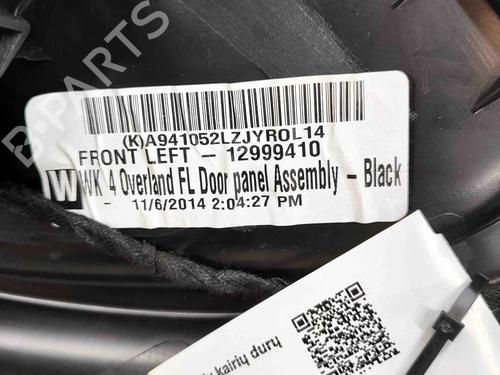 (K)A941052LZJYROL14
FRONT LEFT - 12999410
W WK 4 Overland FL Door panel Assembly - Black
- 11/6/2014 2:04:27 PM
kairių durų
B-PARTS